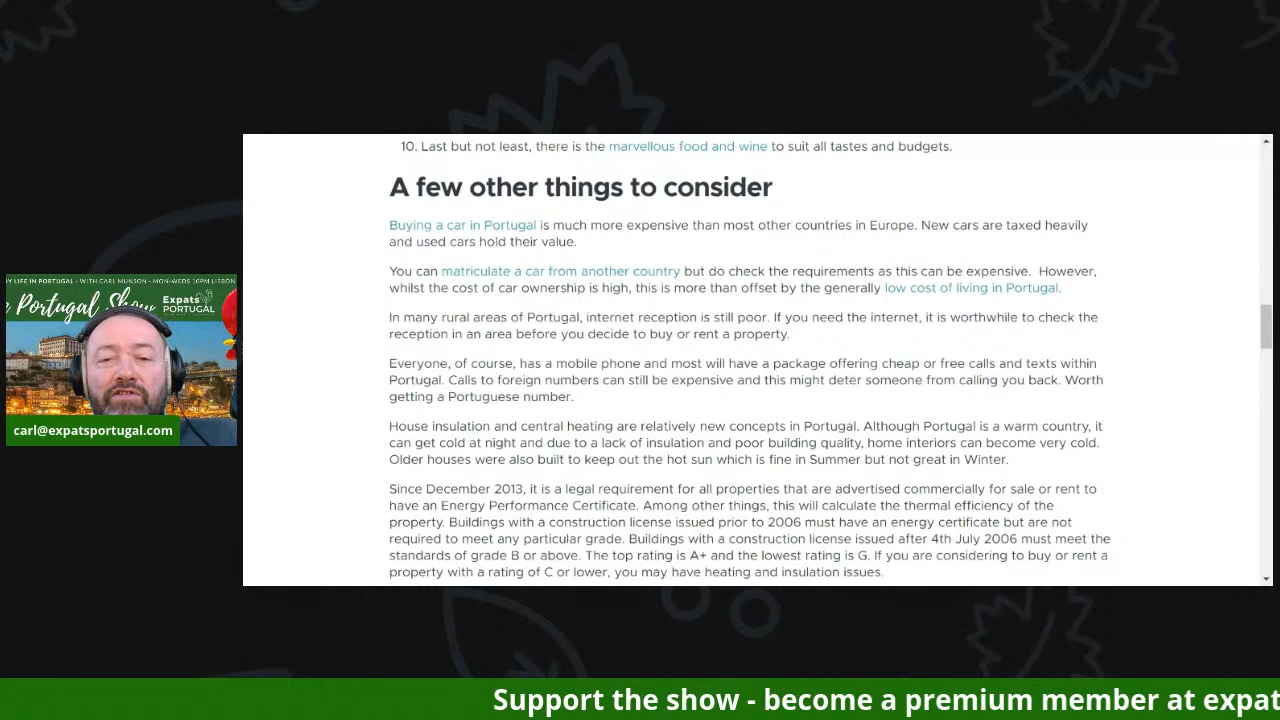 10. Last but not least, there is the marvellous food and wine to suit all tastes and budgets.
A few other things to consider
Buying a car in Portugal is much more expensive than most other countries in Europe. New cars are taxed heavily
and used cars hold their value.
You can matriculate a car from another country but do check the requirements as this can be expensive. However,
whilst the cost of car ownership is high, this is more than offset by the generally low cost of living in Portugal.
In many rural areas of Portugal, internet reception is still poor. If you need the internet, it is worthwhile to check the
reception in an area before you decide to buy or rent a property.
Everyone, of course, has a mobile phone and most will have a package offering cheap or free calls and texts within
Portugal. Calls to foreign numbers can still be expensive and this might deter someone from calling you back. Worth
getting a Portuguese number.
House insulation and central heating are relatively new concepts in Portugal. Although Portugal is a warm country, it
can get cold at night and due to a lack of insulation and poor building quality, home interiors can become very cold.
Older houses were also built to keep out the hot sun which is fine in Summer but not great in Winter.
Since December 2013, it is a legal requirement for all properties that are advertised commercially for sale or rent to
have an Energy Performance Certificate. Among other things, this will calculate the thermal efficiency of the
property. Buildings with a construction license issued prior to 2006 must have an energy certificate but are not
required to meet any particular grade. Buildings with a construction license issued after 4th July 2006 must meet the
standards of grade B or above. The top rating is A+ and the lowest rating is G. If you are considering to buy or rent a
property with a rating of C or lower, you may have heating and insulation issues.
Y LIFE IN PORTUGAL - WITH CARL MUNSON - MON-WEDS 10PM LISBON
Portugal Show
Expats
PORTUGAL
carl@expatsportugal.com
Support the show - become a premium member at expat